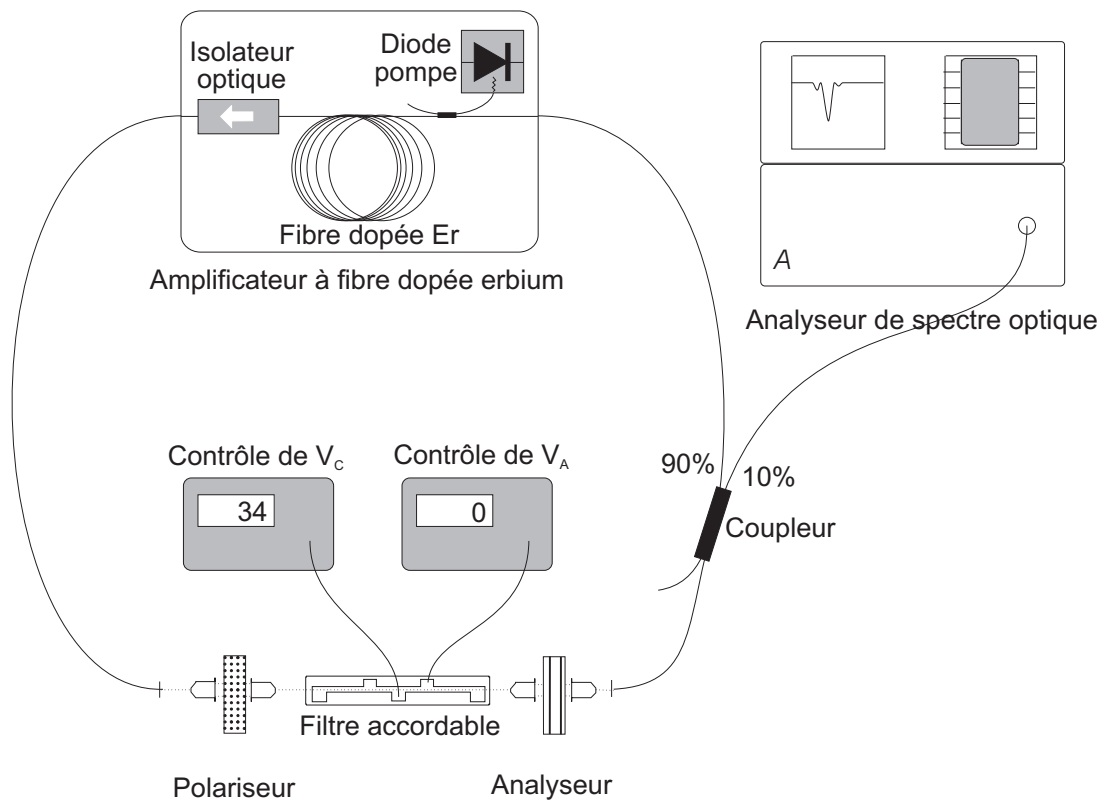 Isolateur
optique
Diode
pompe
Fibre dopée Er
Amplificateur à fibre dopée erbium
A
Analyseur de spectre optique
Contrôle de V_C
34
Contrôle de V_A
0
90%
10%
Coupleur
Filtre accordable
Polariseur
Analyseur